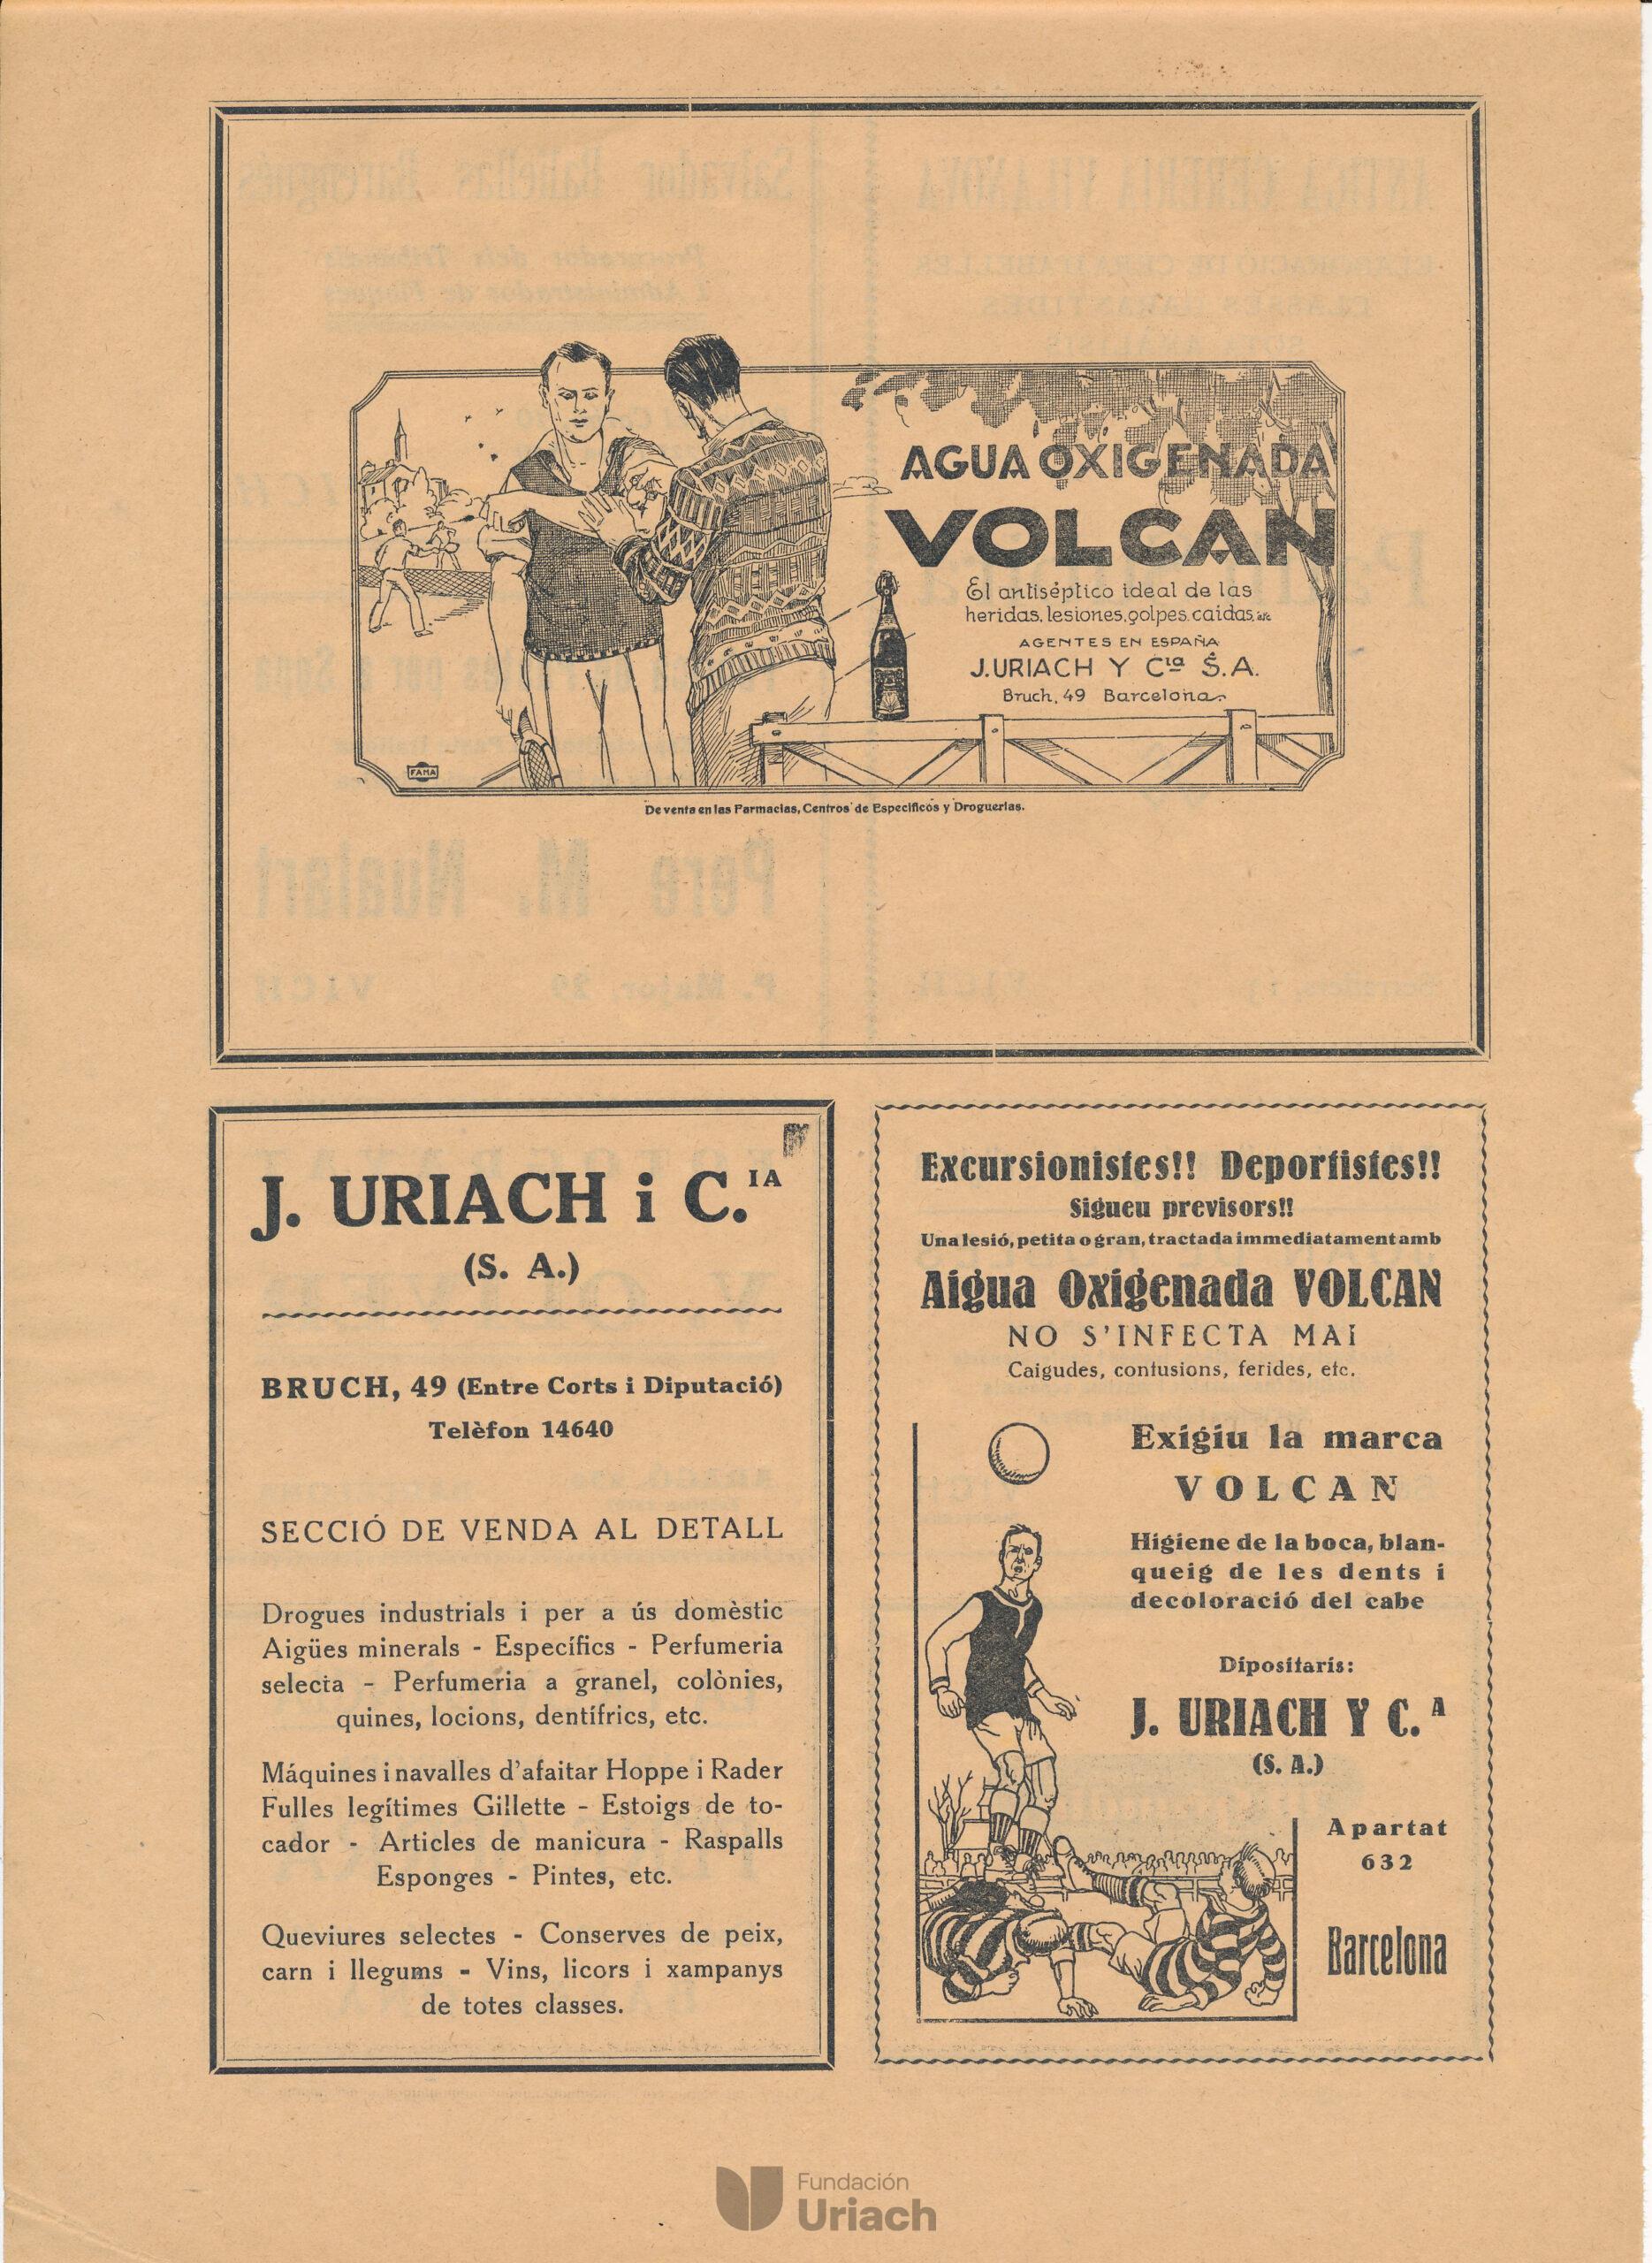 AGUA OXIGENADA
VOLCAN
El antiséptico ideal de las
heridas, lesiones, golpes, caidas, etc
AGENTES EN ESPAÑA
J. URIACH Y Cia S.A.
Bruch, 49 Barcelona
FAMA
De venta en las Farmacias, Centros de Específicos y Droguerías.
J. URIACH i C.IA
(S. A.)
BRUCH, 49 (Entre Corts i Diputació)
Telèfon 14640
SECCIÓ DE VENDA AL DETALL
Drogues industrials i per a ús domèstic
Aigües minerals - Específics - Perfumeria
selecta - Perfumeria a granel, colònies,
quines, locions, dentífrics, etc.
Máquines i navalles d'afaitar Hoppe i Rader
Fulles legítimes Gillette - Estoigs de to-
cador - Articles de manicura - Raspalls
Esponges - Pintes, etc.
Queviures selectes - Conserves de peix,
carn i llegums - Vins, licors i xampanys
de totes classes.
Excursionistes!! Deportistes!!
Sigueu previsors!!
Una lesió, petita o gran, tractada immediatament amb
Aigua Oxigenada VOLCAN
NO S'INFECTA MAI
Caigudes, contusions, ferides, etc.
Exigiu la marca
VOLCAN
Higiene de la boca, blan-
queig de les dents i
decoloració del cabe
Dipositaris:
J. URIACH Y C.A
(S. A.)
Apartat
632
Barcelona
Fundación
Uriach